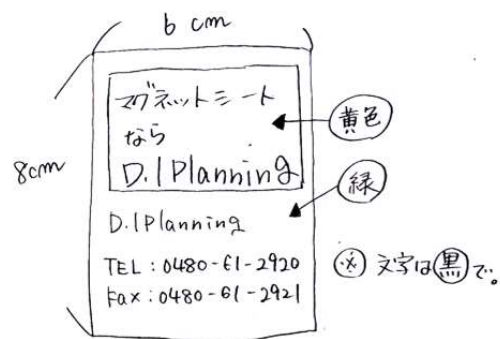 6 cm
8cm
マグネットシート
なら
D.I Planning
黄色
緑
D.I Planning
TEL : 0480-61-2920
Fax : 0480-61-2921
※ 文字は黒で。